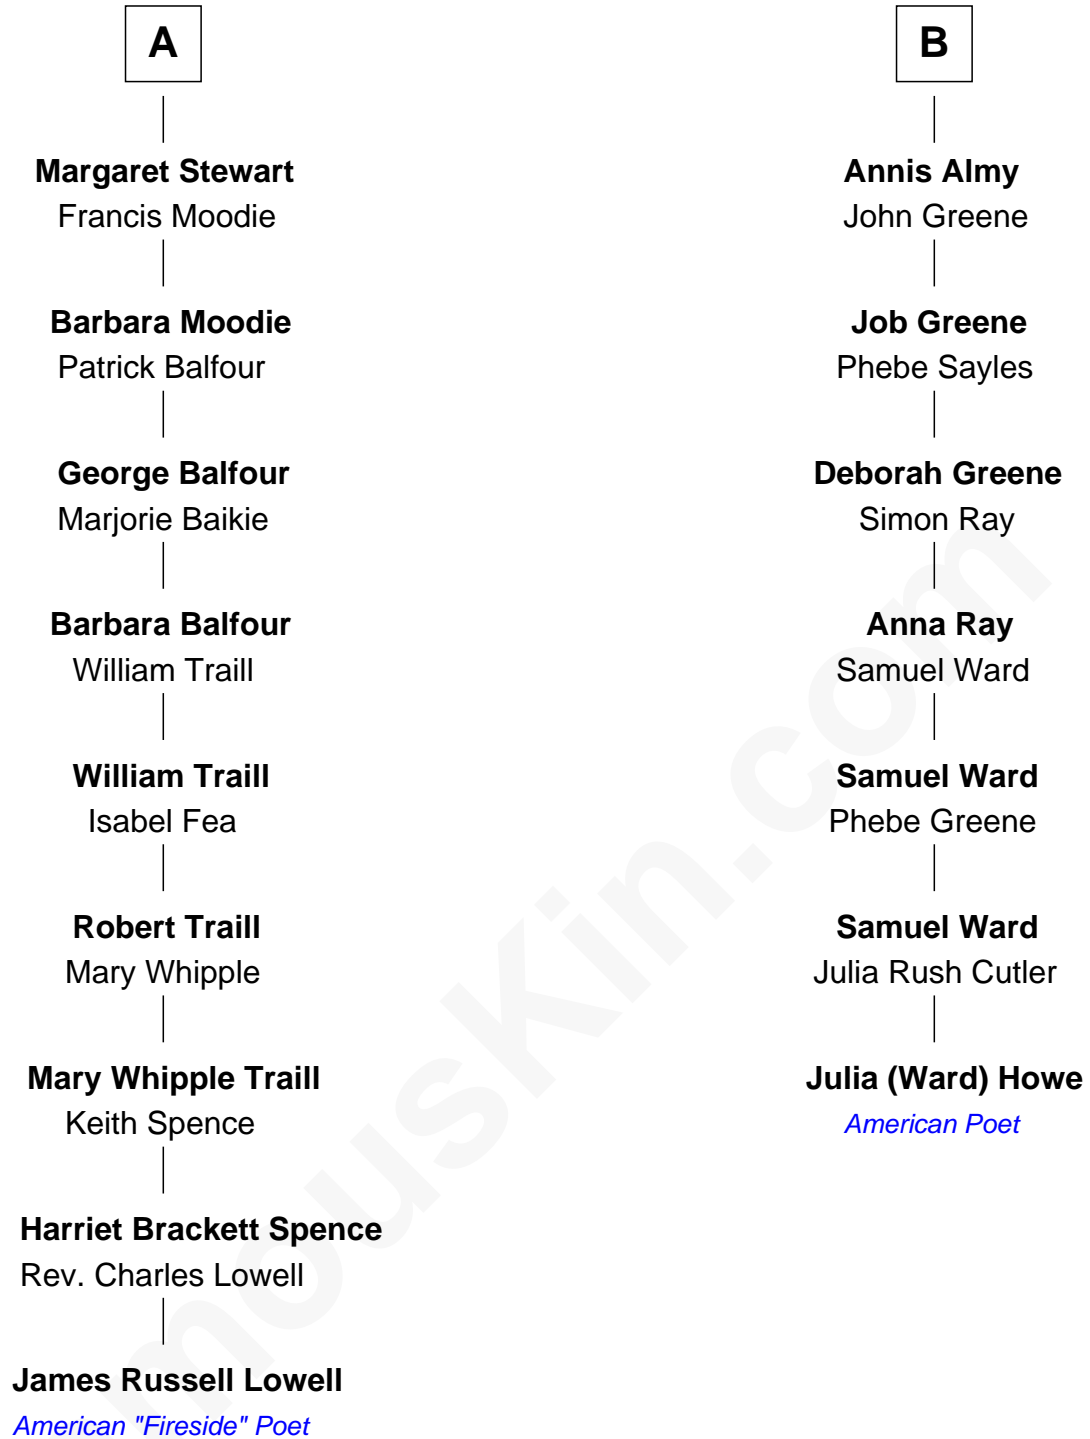 A
Margaret Stewart
Francis Moodie
Barbara Moodie
Patrick Balfour
George Balfour
Marjorie Baikie
Barbara Balfour
William Traill
William Traill
Isabel Fea
Robert Traill
Mary Whipple
Mary Whipple Traill
Keith Spence
Harriet Brackett Spence
Rev. Charles Lowell
James Russell Lowell
American "Fireside" Poet
B
Annis Almy
John Greene
Job Greene
Phebe Sayles
Deborah Greene
Simon Ray
Anna Ray
Samuel Ward
Samuel Ward
Phebe Greene
Samuel Ward
Julia Rush Cutler
Julia (Ward) Howe
American Poet
mousKin.com